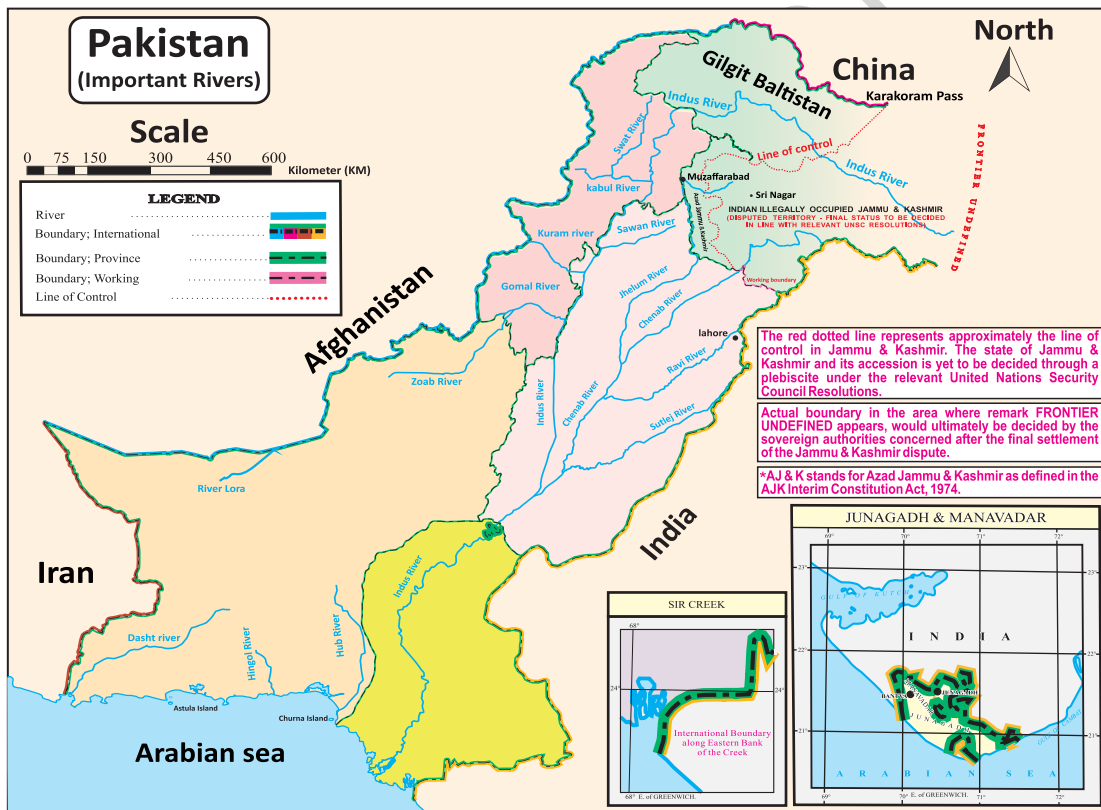 Pakistan
(Important Rivers)
North
Scale
0 75 150 300 450 600
Kilometer (KM)
LEGEND
River
Boundary; International
Boundary; Province
Boundary; Working
Line of Control
China
Karakoram Pass
Gilgit Baltistan
Indus River
Swat River
Line of control
Indus River
FRONTIER UNDEFINED
kabul River
Muzaffarabad
Sri Nagar
INDIAN ILLEGALLY OCCUPIED JAMMU & KASHMIR
(DISPUTED TERRITORY - FINAL STATUS TO BE DECIDED
IN LINE WITH RELEVANT UNSC RESOLUTIONS)
Azad Jammu & Kashmir
Kuram river
Sawan River
Working boundary
Gomal River
Jhelum River
Chenab River
Afghanistan
lahore
Ravi River
Zoab River
Indus River
Chenab River
Sutlej River
The red dotted line represents approximately the line of
control in Jammu & Kashmir. The state of Jammu &
Kashmir and its accession is yet to be decided through a
plebiscite under the relevant United Nations Security
Council Resolutions.
Actual boundary in the area where remark FRONTIER
UNDEFINED appears, would ultimately be decided by the
sovereign authorities concerned after the final settlement
of the Jammu & Kashmir dispute.
*AJ & K stands for Azad Jammu & Kashmir as defined in the
AJK Interim Constitution Act, 1974.
River Lora
India
Iran
Indus River
Dasht river
Hingol River
Hub River
Astula Island
Churna Island
Arabian sea
SIR CREEK
68°
24°
24°
International Boundary
along Eastern Bank
of the Creek
68° E. of GREENWICH.
JUNAGADH & MANAVADAR
69° 70° 71° 72°
23°
23°
GULF OF KUTCH
INDIA
22°
22°
JUNAGADH
JUNAGADH
21°
21°
ARABIAN SEA
69° 70° E. of GREENWICH. 71° 72°